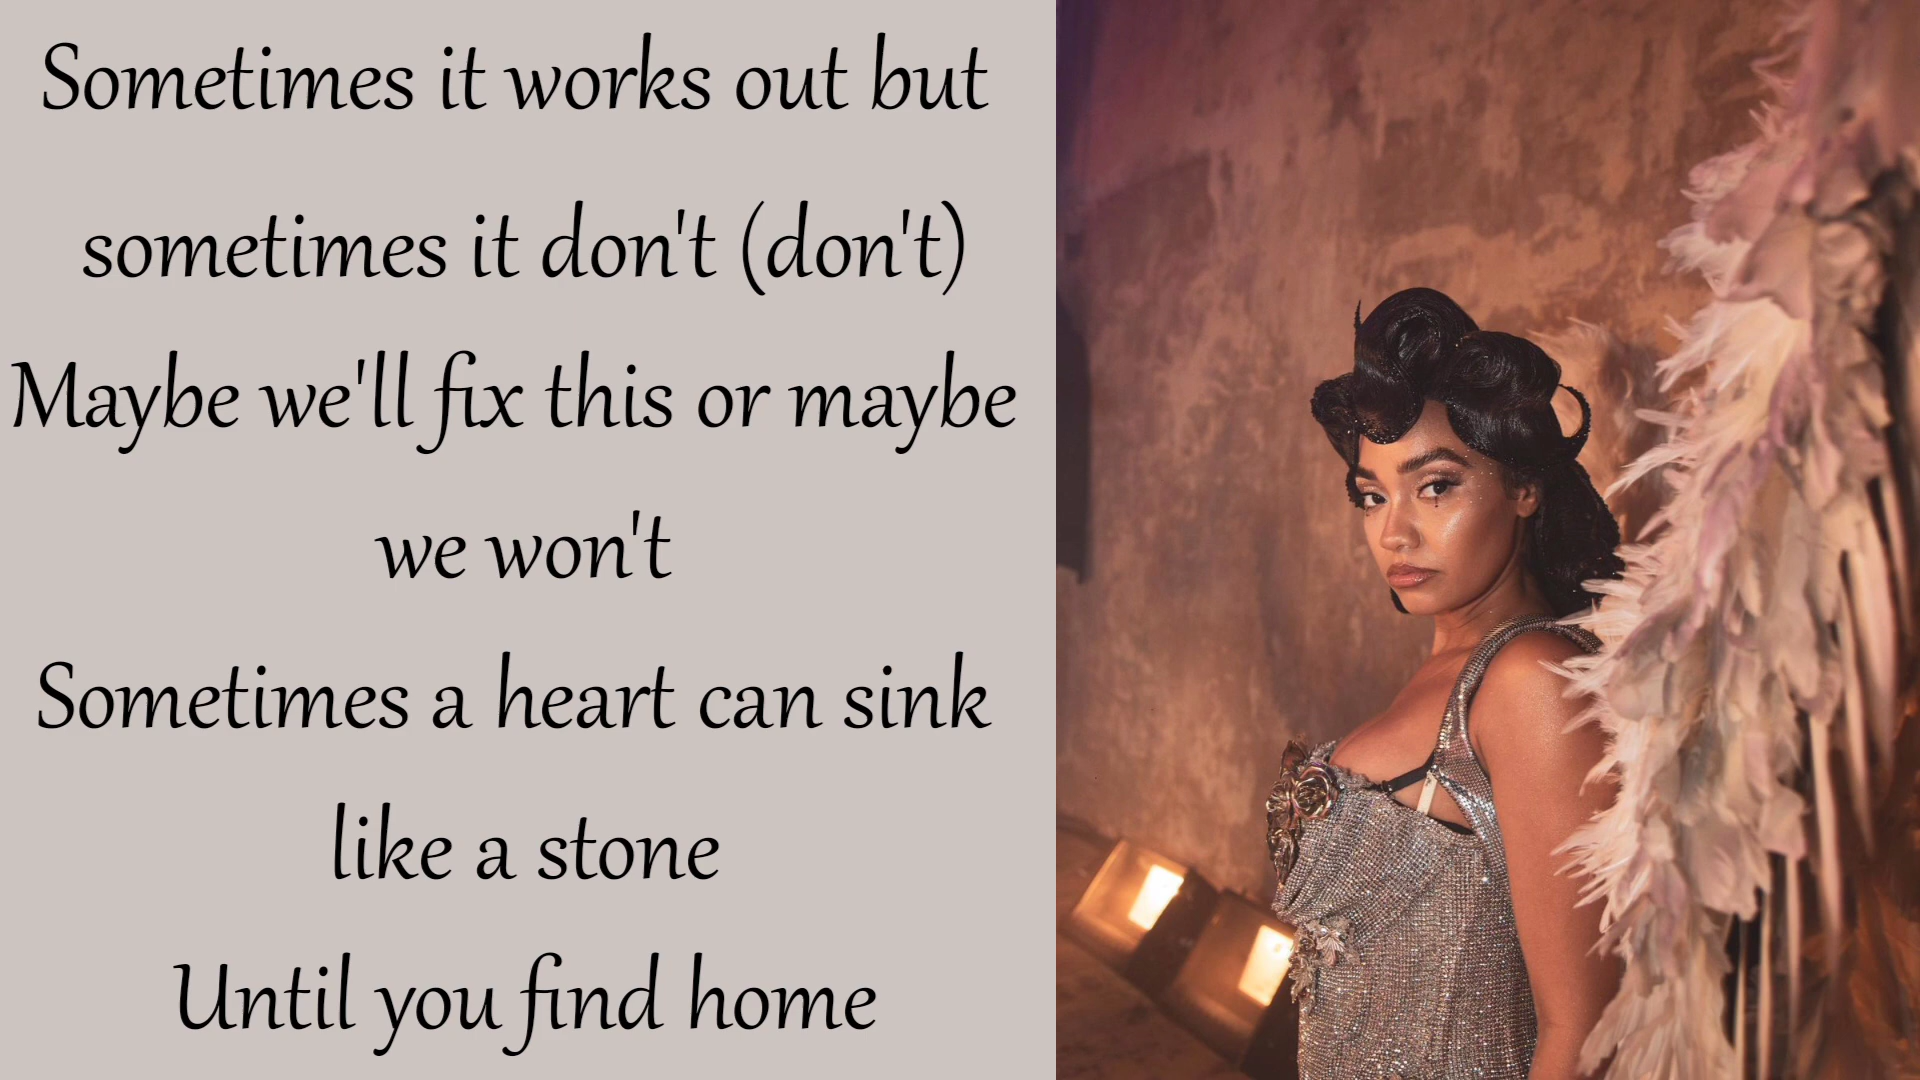 Sometimes it works out but
sometimes it don't (don't)
Maybe we'll fix this or maybe
we won't
Sometimes a heart can sink
like a stone
Until you find home